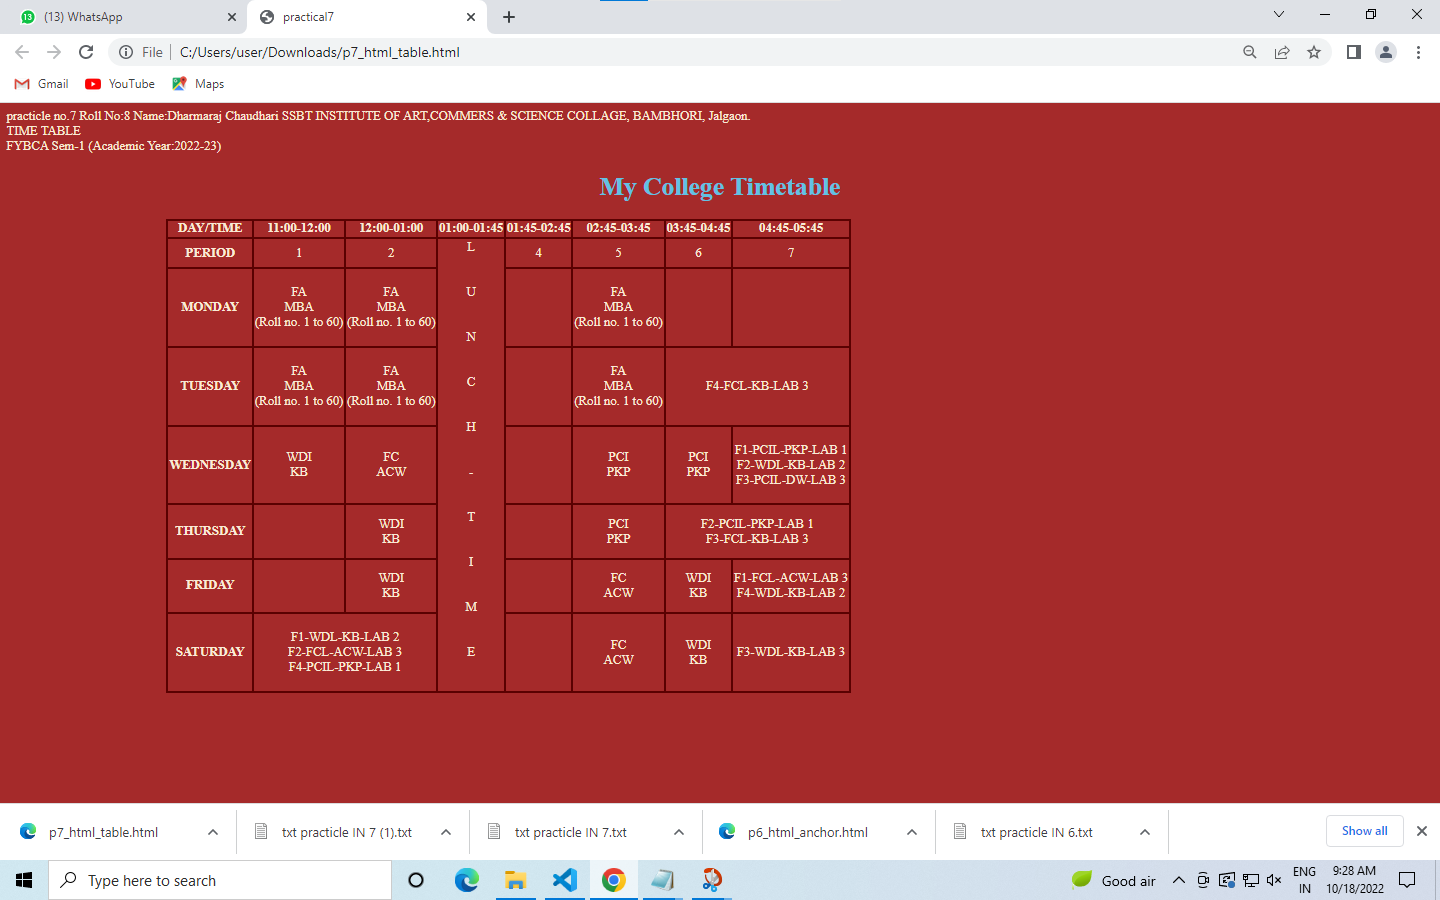 (13) WhatsApp
practical7
File
C:/Users/user/Downloads/p7_html_table.html
Gmail
YouTube
Maps
practicle no.7 Roll No:8 Name:Dharmaraj Chaudhari SSBT INSTITUTE OF ART,COMMERS & SCIENCE COLLAGE, BAMBHORI, Jalgaon.
TIME TABLE
FYBCA Sem-1 (Academic Year:2022-23)
My College Timetable
DAY/TIME 11:00-12:00 12:00-01:00 01:00-01:45 01:45-02:45 02:45-03:45 03:45-04:45 04:45-05:45
PERIOD 1 2 4 5 6 7
L
U
N
C
H
-
T
I
M
E
MONDAY
FA
MBA
(Roll no. 1 to 60)
FA
MBA
(Roll no. 1 to 60)
FA
MBA
(Roll no. 1 to 60)
TUESDAY
FA
MBA
(Roll no. 1 to 60)
FA
MBA
(Roll no. 1 to 60)
FA
MBA
(Roll no. 1 to 60)
F4-FCL-KB-LAB 3
WEDNESDAY
WDI
KB
FC
ACW
PCI
PKP
PCI
PKP
F1-PCIL-PKP-LAB 1
F2-WDL-KB-LAB 2
F3-PCIL-DW-LAB 3
THURSDAY
WDI
KB
PCI
PKP
F2-PCIL-PKP-LAB 1
F3-FCL-KB-LAB 3
FRIDAY
WDI
KB
FC
ACW
WDI
KB
F1-FCL-ACW-LAB 3
F4-WDL-KB-LAB 2
SATURDAY
F1-WDL-KB-LAB 2
F2-FCL-ACW-LAB 3
F4-PCIL-PKP-LAB 1
FC
ACW
WDI
KB
F3-WDL-KB-LAB 3
p7_html_table.html
txt practicle IN 7 (1).txt
txt practicle IN 7.txt
p6_html_anchor.html
txt practicle IN 6.txt
Show all
Type here to search
Good air
ENG
IN
9:28 AM
10/18/2022